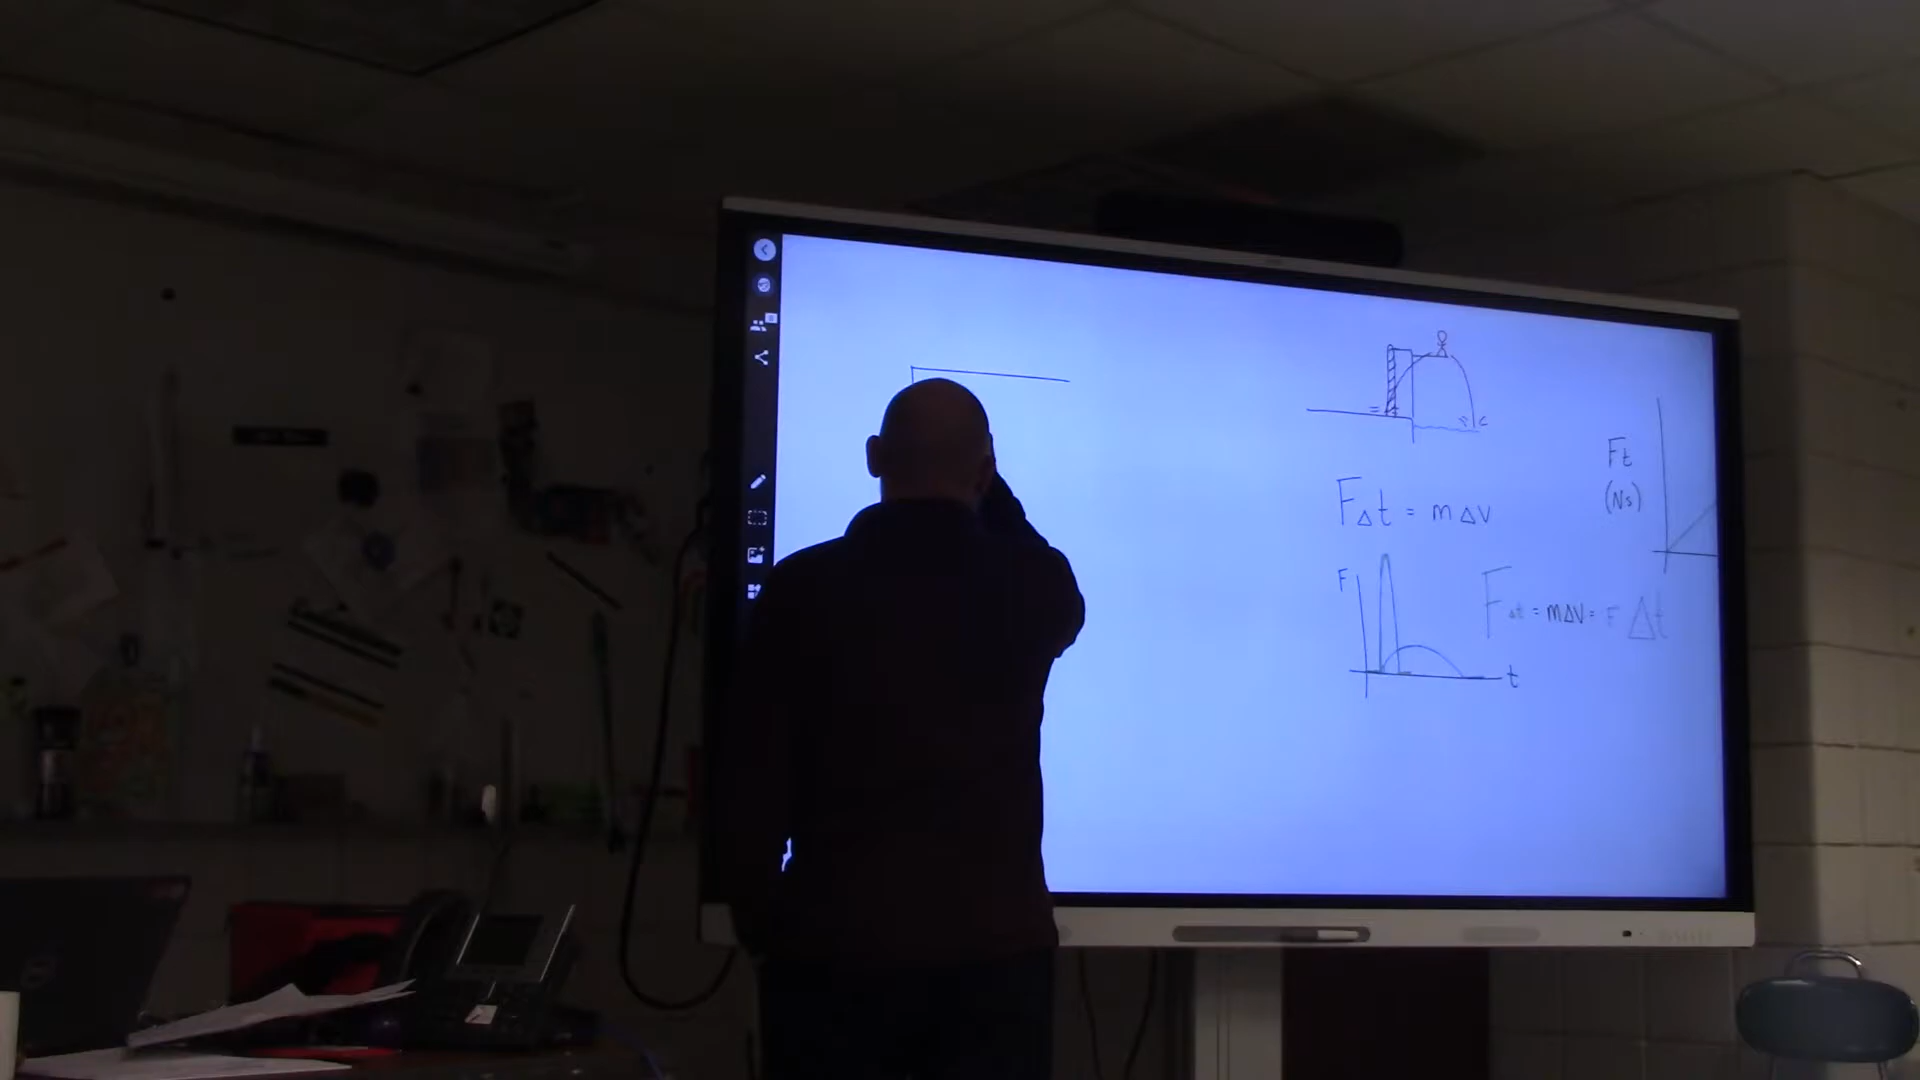 Ft
(Ns)
FΔt = mΔv
F
FΔt = mΔv = FΔt
t